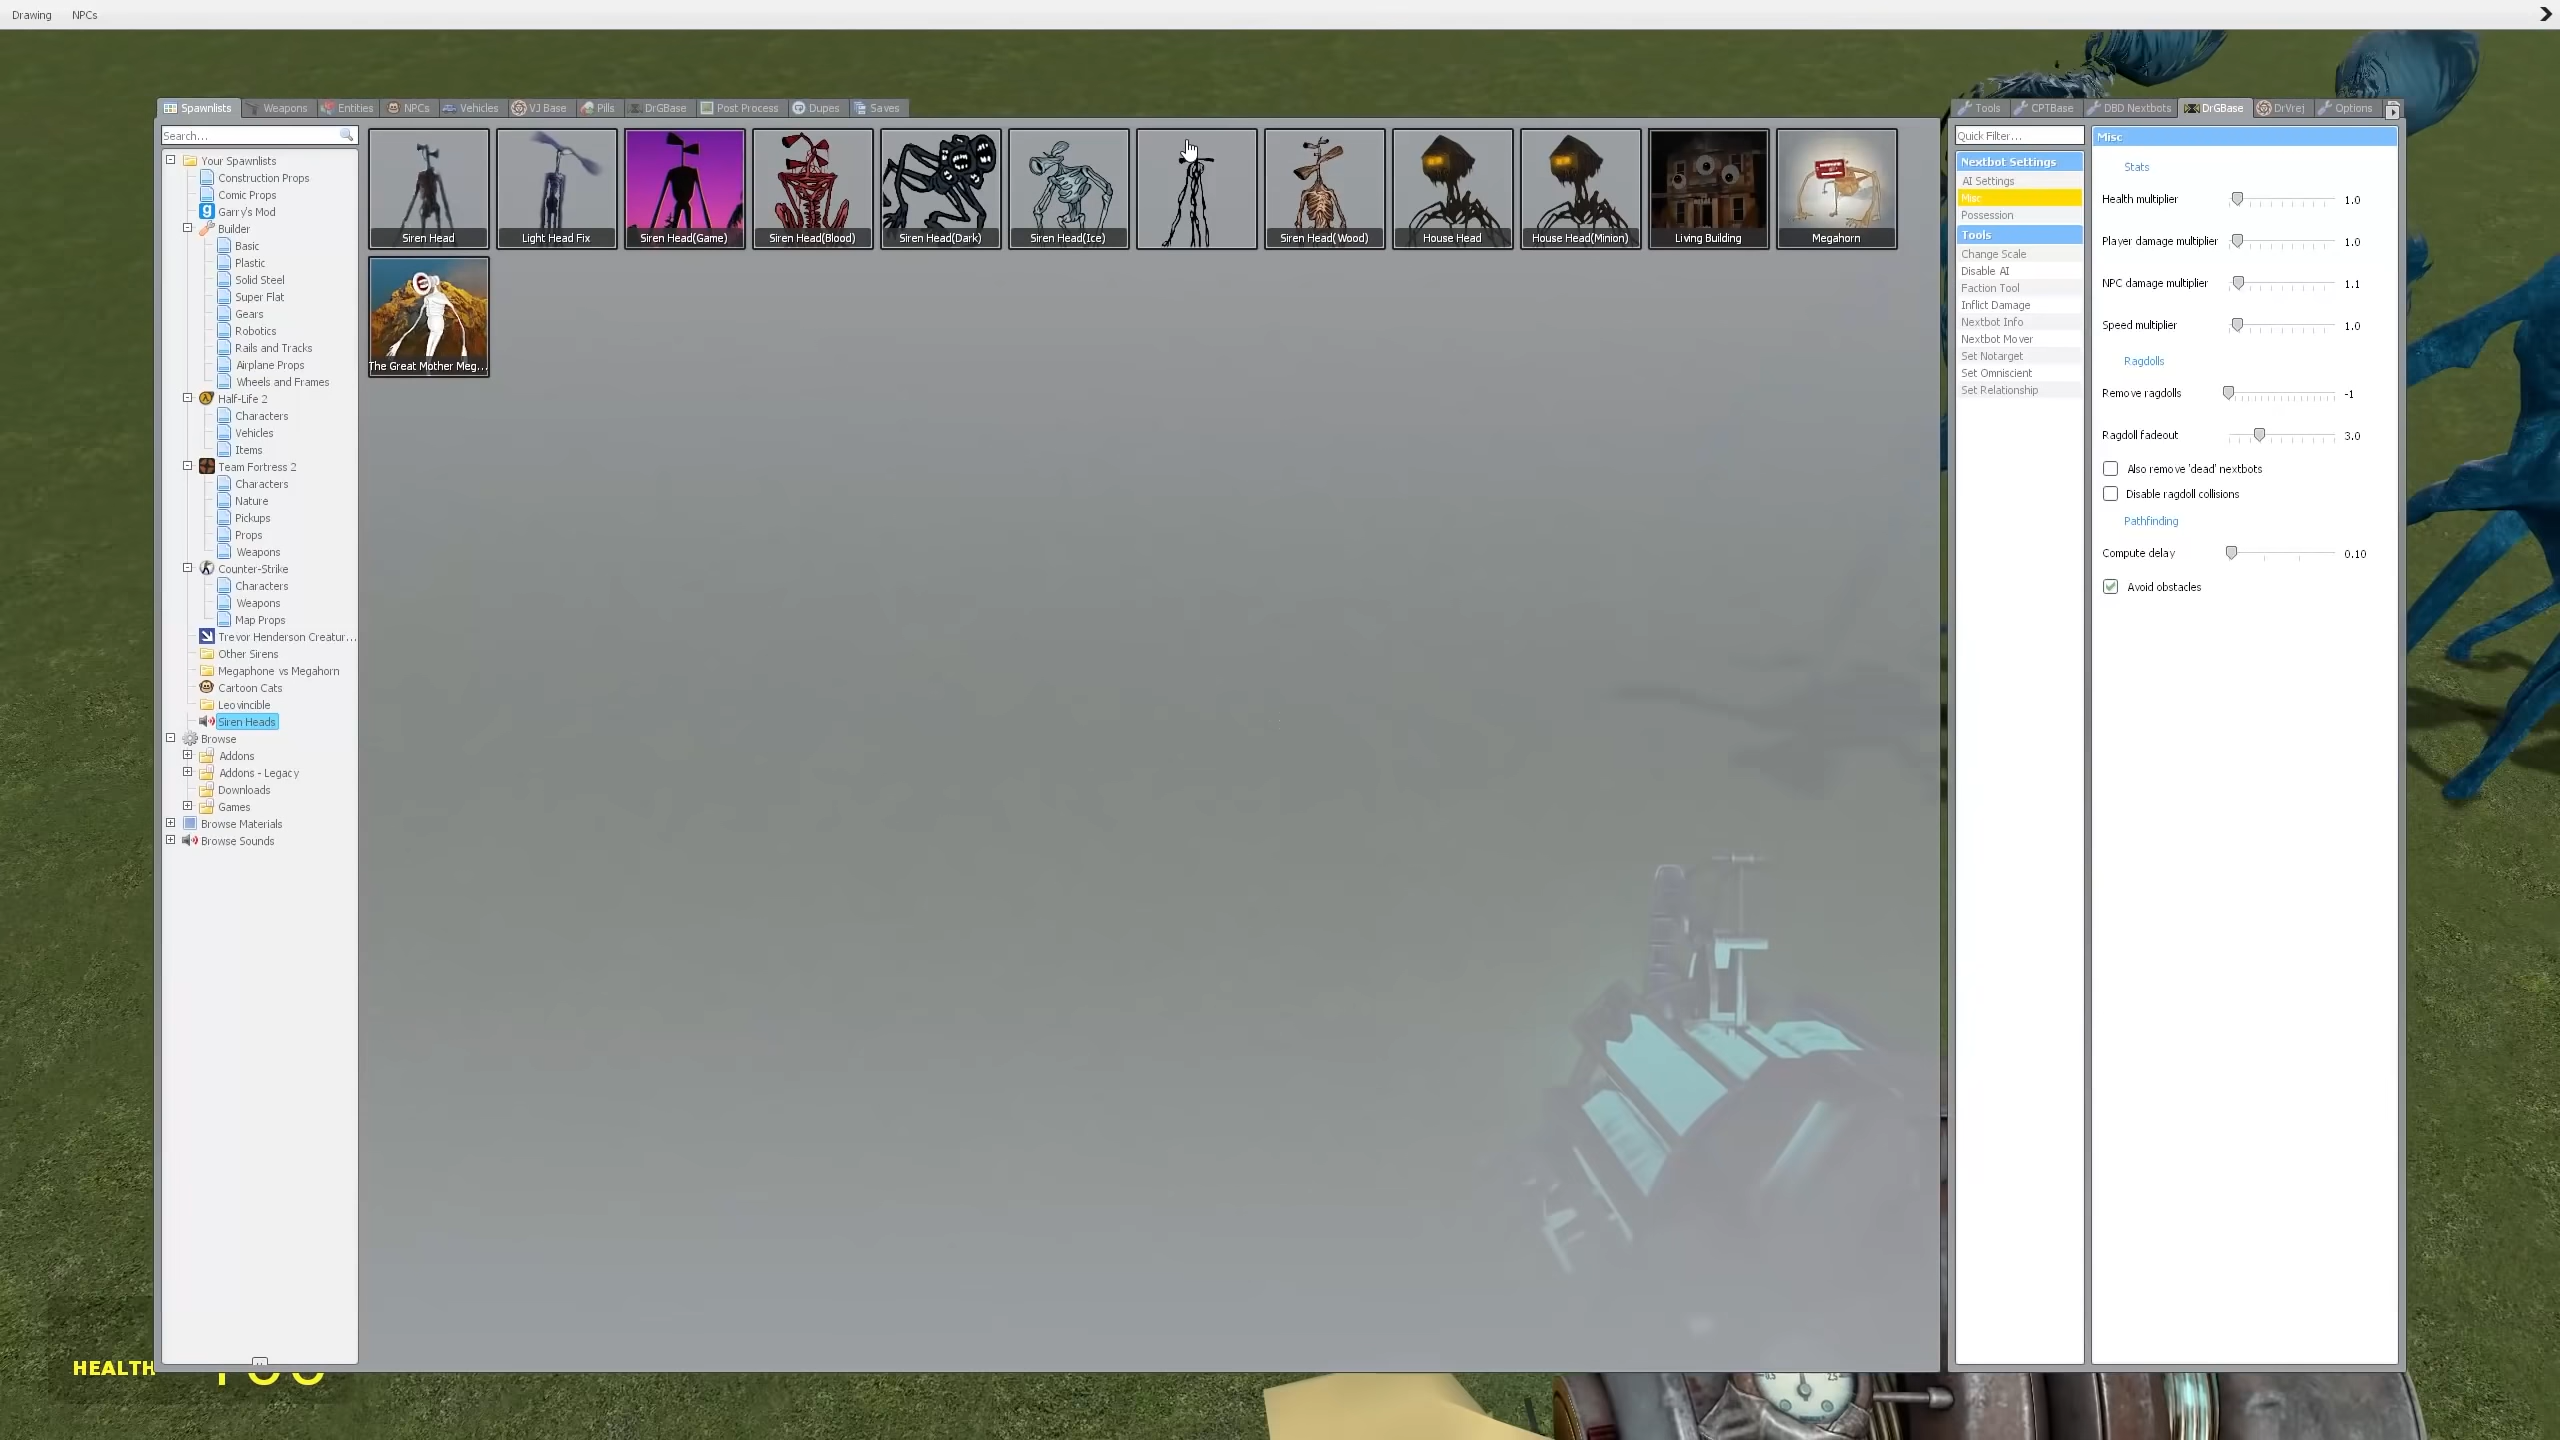 Drawing NPCs
Spawnlists Weapons Entities NPCs Vehicles VJ Base Pills DrGBase Post Process Dupes Saves
Search...
Your Spawnlists
Construction Props
Comic Props
Garry's Mod
Builder
Basic
Plastic
Solid Steel
Super Flat
Gears
Robotics
Rails and Tracks
Airplane Props
Wheels and Frames
Half-Life 2
Characters
Vehicles
Items
Team Fortress 2
Characters
Nature
Pickups
Props
Weapons
Counter-Strike
Characters
Weapons
Map Props
Trevor Henderson Creatur...
Other Sirens
Megaphone vs Megahorn
Cartoon Cats
Leovincible
Siren Heads
Browse
Addons
Addons - Legacy
Downloads
Games
Browse Materials
Browse Sounds
Siren Head
Light Head Fix
Siren Head(Game)
Siren Head(Blood)
Siren Head(Dark)
Siren Head(Ice)
Siren Head(Wood)
House Head
House Head(Minion)
Living Building
Megahorn
The Great Mother Meg...
Tools CPTBase DBD Nextbots DrGBase DrVrej Options
Quick Filter...
Nextbot Settings
AI Settings
Misc
Possession
Tools
Change Scale
Disable AI
Faction Tool
Inflict Damage
Nextbot Info
Nextbot Mover
Set Notarget
Set Omniscient
Set Relationship
Misc
Stats
Health multiplier 1.0
Player damage multiplier 1.0
NPC damage multiplier 1.1
Speed multiplier 1.0
Ragdolls
Remove ragdolls -1
Ragdoll fadeout 3.0
Also remove 'dead' nextbots
Disable ragdoll collisions
Pathfinding
Compute delay 0.10
Avoid obstacles
HEALTH